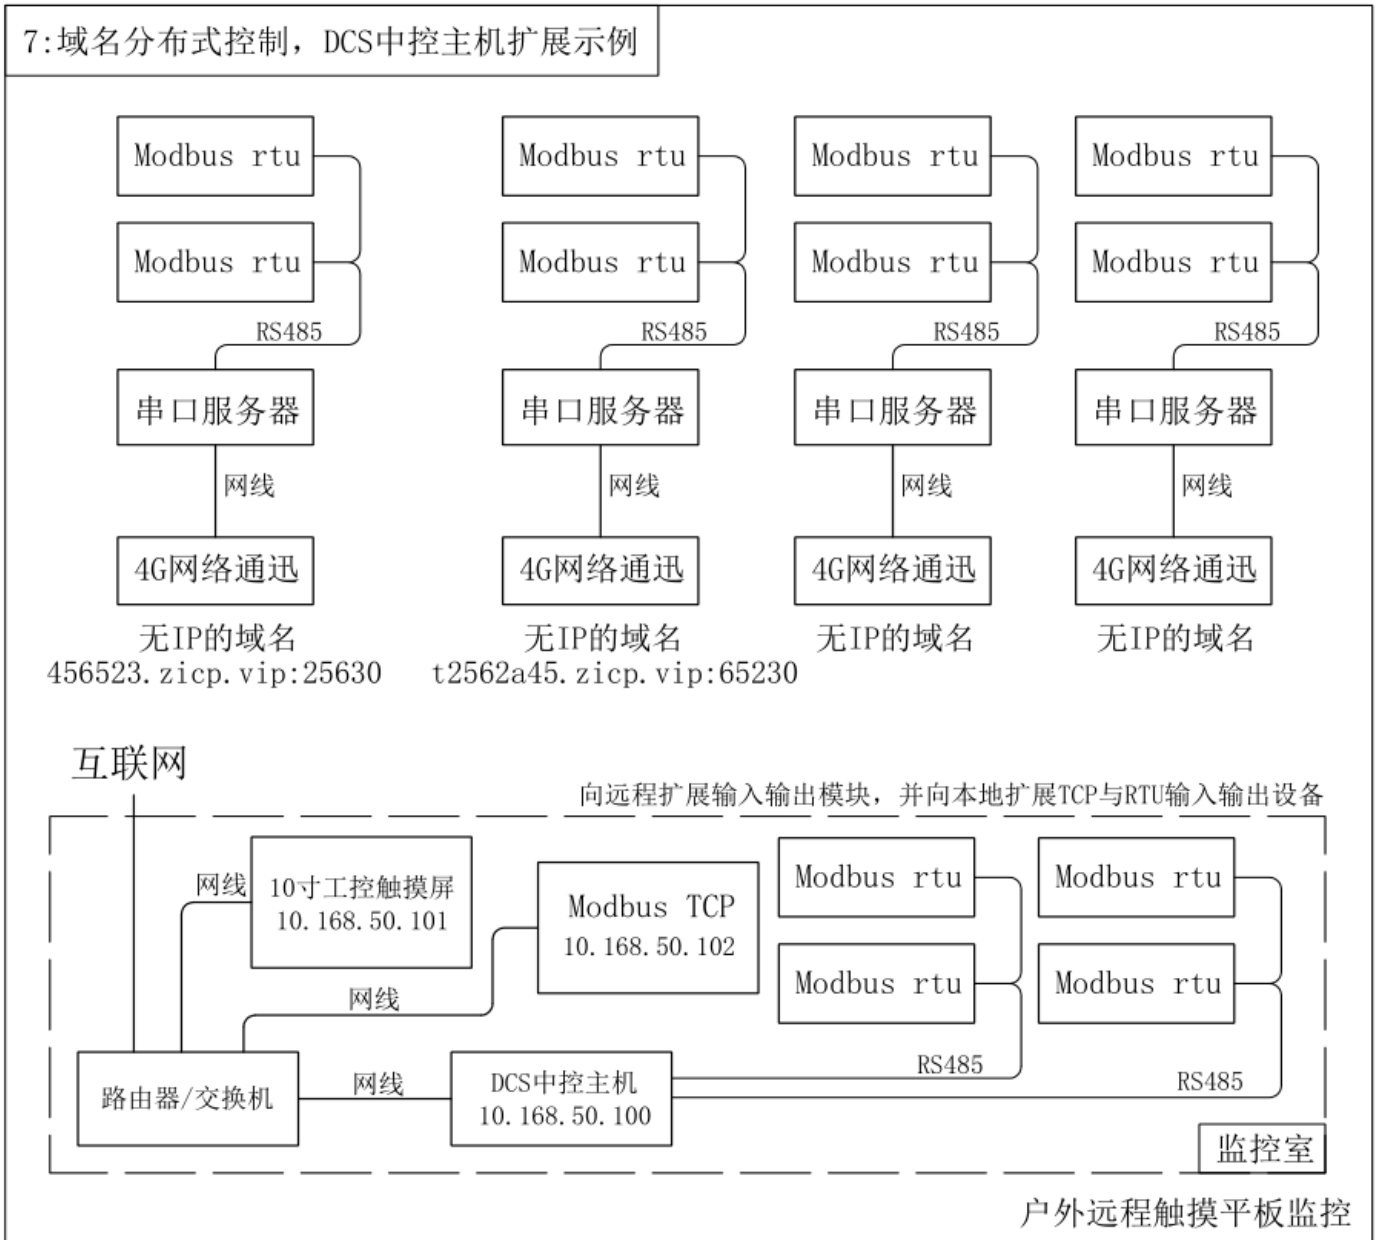 7:域名分布式控制，DCS中控主机扩展示例
Modbus rtu
Modbus rtu
Modbus rtu
Modbus rtu
Modbus rtu
Modbus rtu
Modbus rtu
Modbus rtu
RS485
RS485
RS485
RS485
串口服务器
串口服务器
串口服务器
串口服务器
网线
网线
网线
网线
4G网络通迅
4G网络通迅
4G网络通迅
4G网络通迅
无IP的域名
无IP的域名
无IP的域名
无IP的域名
456523.zicp.vip:25630
t2562a45.zicp.vip:65230
互联网
向远程扩展输入输出模块，并向本地扩展TCP与RTU输入输出设备
网线
10寸工控触摸屏
10.168.50.101
Modbus TCP
10.168.50.102
Modbus rtu
Modbus rtu
Modbus rtu
Modbus rtu
网线
RS485
RS485
路由器/交换机
网线
DCS中控主机
10.168.50.100
监控室
户外远程触摸平板监控